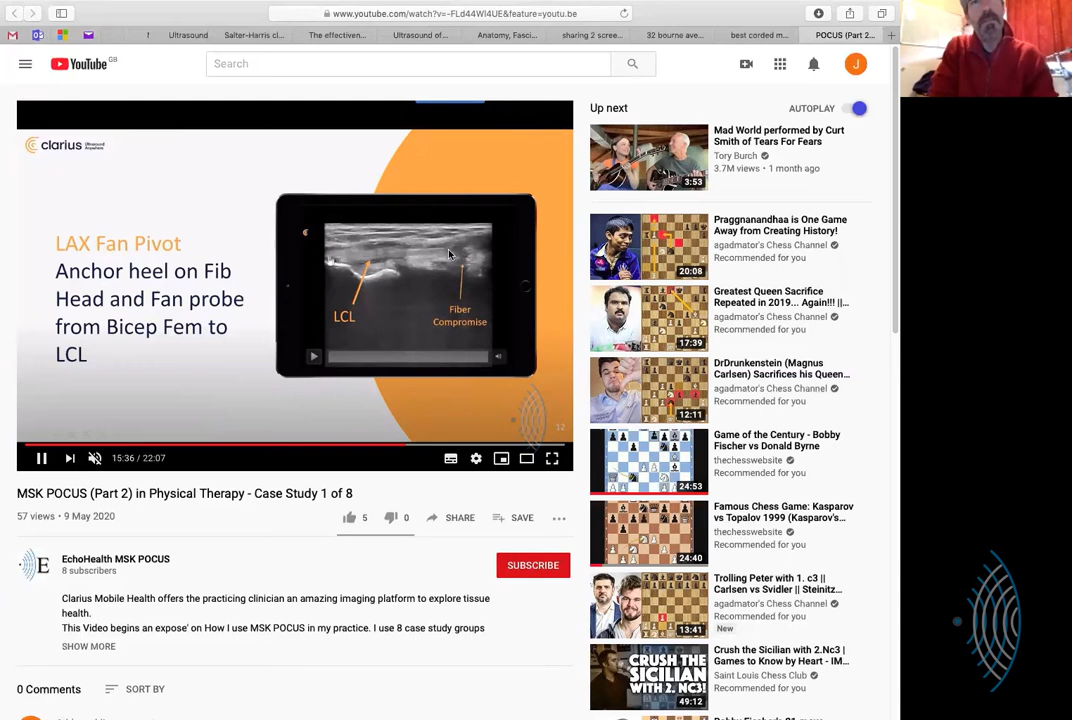 www.youtube.com/watch?v=-FLd44WI4UE&feature=youtu.be
Ultrasound
Salter-Harris cl...
The effectiven...
Ultrasound of...
Anatomy, Fasci...
sharing 2 scree...
32 bourne ave...
best corded m...
POCUS (Part 2...
YouTube GB
Search
J
clarius Ultrasound Anywhere
LAX Fan Pivot
Anchor heel on Fib
Head and Fan probe
from Bicep Fem to
LCL
LCL
Fiber
Compromise
12
15:36 / 22:07
MSK POCUS (Part 2) in Physical Therapy - Case Study 1 of 8
57 views • 9 May 2020
5
0
SHARE
SAVE
E
EchoHealth MSK POCUS
8 subscribers
SUBSCRIBE
Clarius Mobile Health offers the practicing clinician an amazing imaging platform to explore tissue
health.
This Video begins an expose' on How I use MSK POCUS in my practice. I use 8 case study groups
SHOW MORE
0 Comments
SORT BY
Up next
AUTOPLAY
3:53
Mad World performed by Curt
Smith of Tears For Fears
Tory Burch
3.7M views • 1 month ago
20:08
Praggnanandhaa is One Game
Away from Creating History!
agadmator's Chess Channel
Recommended for you
17:39
Greatest Queen Sacrifice
Repeated in 2019... Again!!! ||...
agadmator's Chess Channel
Recommended for you
12:11
DrDrunkenstein (Magnus
Carlsen) Sacrifices his Queen...
agadmator's Chess Channel
Recommended for you
24:53
Game of the Century - Bobby
Fischer vs Donald Byrne
thechesswebsite
Recommended for you
24:40
Famous Chess Game: Kasparov
vs Topalov 1999 (Kasparov's...
thechesswebsite
Recommended for you
13:41
Trolling Peter with 1. c3 ||
Carlsen vs Svidler || Steinitz...
agadmator's Chess Channel
Recommended for you
New
CRUSH THE
SICILIAN
WITH 2. NC3!
49:12
Crush the Sicilian with 2.Nc3 |
Games to Know by Heart - IM...
Saint Louis Chess Club
Recommended for you